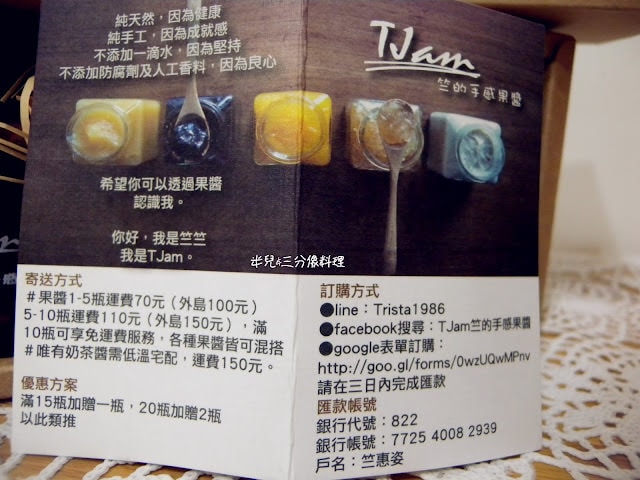 純天然，因為健康
純手工，因為成就感
不添加一滴水，因為堅持
不添加防腐劑及人工香料，因為良心
希望你可以透過果醬
認識我。
你好，我是竺竺
我是TJam。
寄送方式
＃果醬1-5瓶運費70元（外島100元）
5-10瓶運費110元（外島150元），滿
10瓶可享免運費服務，各種果醬皆可混搭
＃唯有奶茶醬需低溫宅配，運費150元。
優惠方案
滿15瓶加贈一瓶，20瓶加贈2瓶
以此類推
TJam
竺的手感果醬
半兒&三分像料理
訂購方式
●line：Trista1986
●facebook搜尋：TJam竺的手感果醬
●google表單訂購：
http://goo.gl/forms/0wzUQwMPnv
請在三日內完成匯款
匯款帳號
銀行代號：822
銀行帳號：7725 4008 2939
戶名：竺惠姿